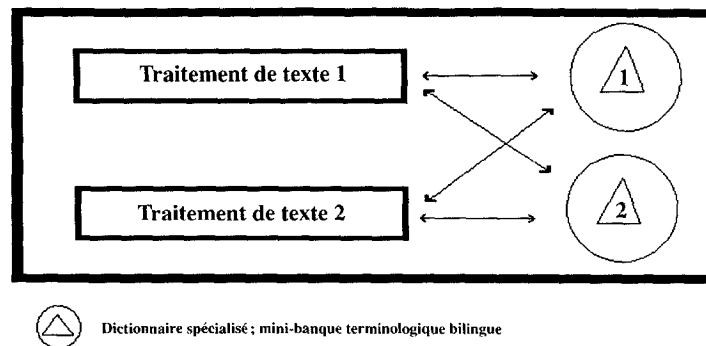 Traitement de texte 1
1
Traitement de texte 2
2
Dictionnaire spécialisé ; mini-banque terminologique bilingue